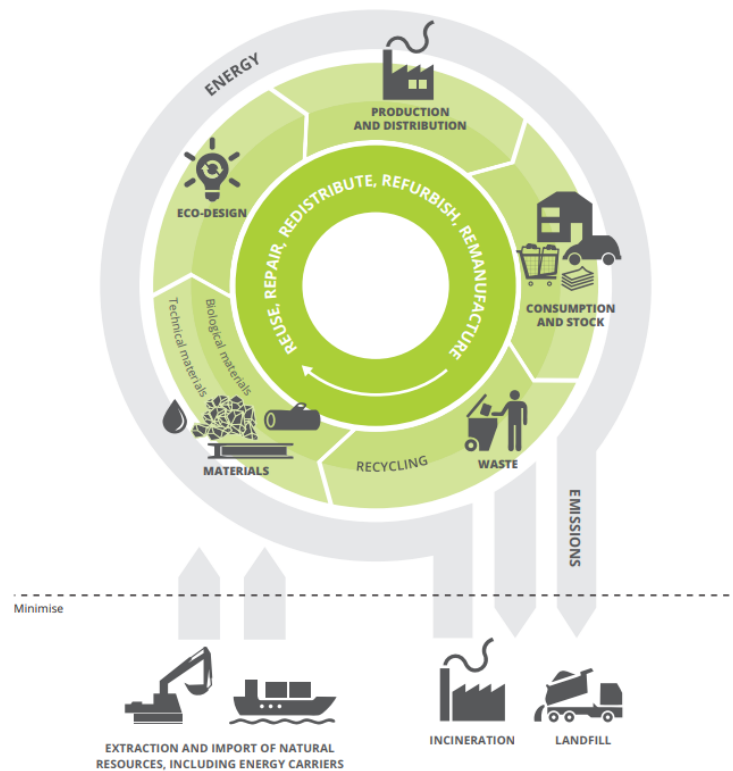 ENERGY
PRODUCTION
AND DISTRIBUTION
ECO-DESIGN
REUSE, REPAIR, REDISTRIBUTE, REFURBISH, REMANUFACTURE
CONSUMPTION
AND STOCK
Technical materials
Biological materials
MATERIALS
RECYCLING
WASTE
EMISSIONS
Minimise
EXTRACTION AND IMPORT OF NATURAL
RESOURCES, INCLUDING ENERGY CARRIERS
INCINERATION
LANDFILL